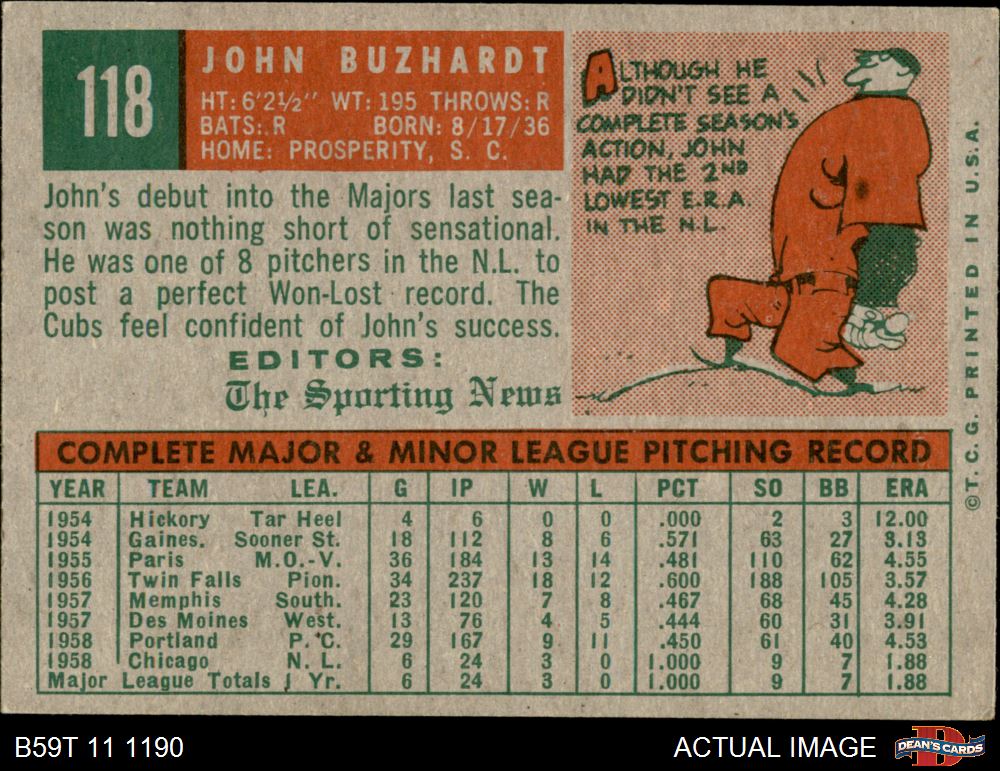 118
JOHN BUZHARDT
HT: 6'2½" WT: 195 THROWS: R
BATS: R BORN: 8/17/36
HOME: PROSPERITY, S. C.
John's debut into the Majors last sea-
son was nothing short of sensational.
He was one of 8 pitchers in the N.L. to
post a perfect Won-Lost record. The
Cubs feel confident of John's success.
EDITORS:
The Sporting News
ALTHOUGH HE
DIDN'T SEE A
COMPLETE SEASON'S
ACTION, JOHN
HAD THE 2ND
LOWEST E.R.A.
IN THE N.L.
©T. C. G. PRINTED IN U.S.A.
COMPLETE MAJOR & MINOR LEAGUE PITCHING RECORD
YEAR TEAM LEA. G IP W L PCT SO BB ERA
1954 Hickory Tar Heel 4 6 0 0 .000 2 3 12.00
1954 Gaines. Sooner St. 18 112 8 6 .571 63 27 3.13
1955 Paris M.O.-V. 36 184 13 14 .481 110 62 4.55
1956 Twin Falls Pion. 34 237 18 12 .600 188 105 3.57
1957 Memphis South. 23 120 7 8 .467 68 45 4.28
1957 Des Moines West. 13 76 4 5 .444 60 31 3.91
1958 Portland P. C. 29 167 9 11 .450 61 40 4.53
1958 Chicago N. L. 6 24 3 0 1.000 9 7 1.88
Major League Totals 1 Yr. 6 24 3 0 1.000 9 7 1.88
B59T 11 1190
ACTUAL IMAGE
DEAN'S CARDS